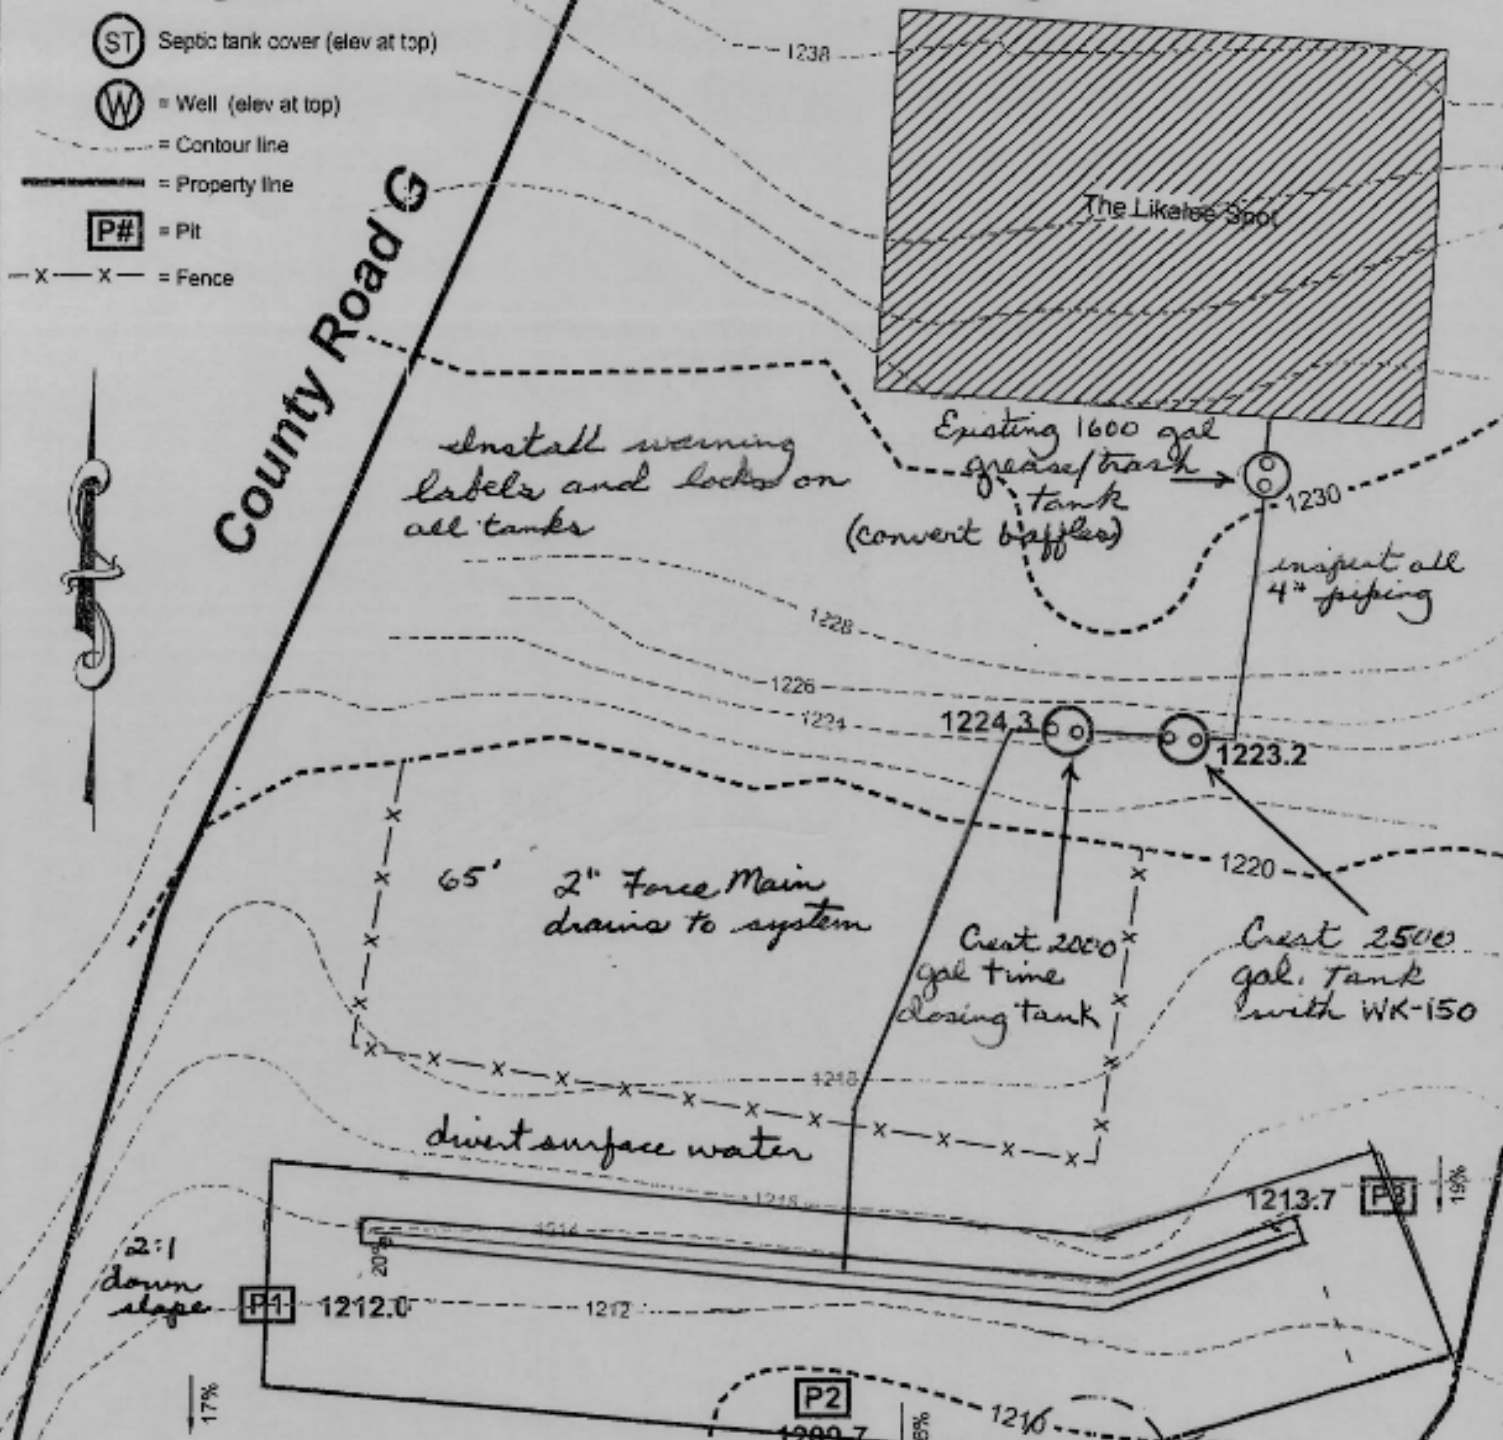 ST Septic tank cover (elev at top)
W = Well (elev at top)
= Contour line
= Property line
P# = Pit
X X = Fence
County Road G
1238
The Likalee Spot
Install warning
labels and locks on
all tanks
Existing 1600 gal
grease/trash
tank
(convert baffles)
1230
inspect all
4" piping
1228
1226
1224
1224.3
1223.2
1220
65' 2" Force Main
drains to system
Crest 2000
gal time
dosing tank
Crest 2500
gal. Tank
with WK-150
1218
divert surface water
1213.7
P3
19%
1214
20%
2:1
down
slope
P1 1212.0
1212
17%
P2
1210